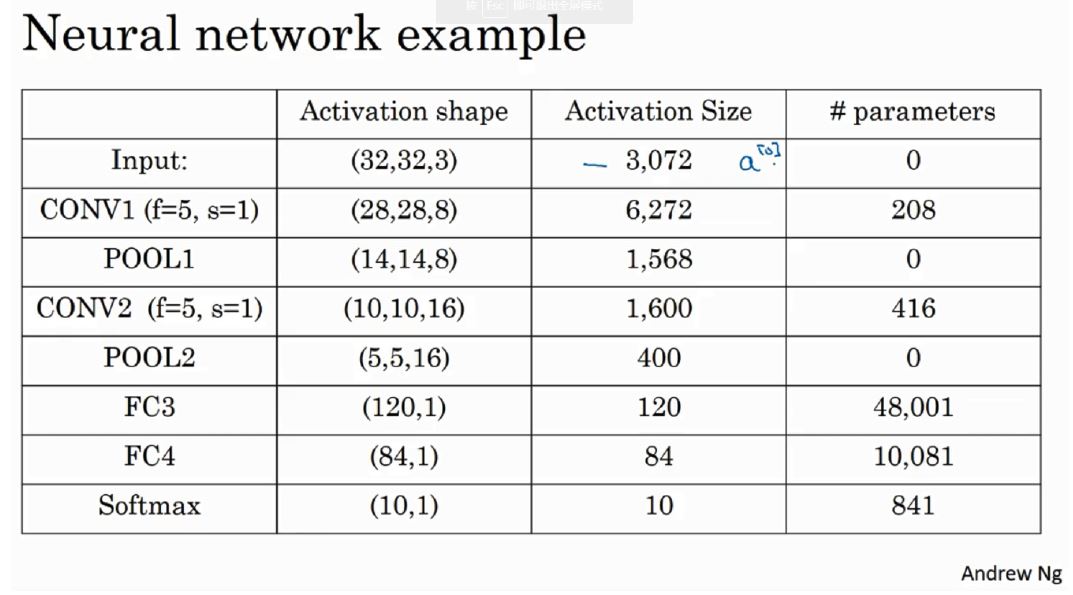 按 Esc 即可退出全屏模式
Neural network example
Activation shape Activation Size # parameters
Input: (32,32,3) – 3,072 a[0] 0
CONV1 (f=5, s=1) (28,28,8) 6,272 208
POOL1 (14,14,8) 1,568 0
CONV2 (f=5, s=1) (10,10,16) 1,600 416
POOL2 (5,5,16) 400 0
FC3 (120,1) 120 48,001
FC4 (84,1) 84 10,081
Softmax (10,1) 10 841
Andrew Ng